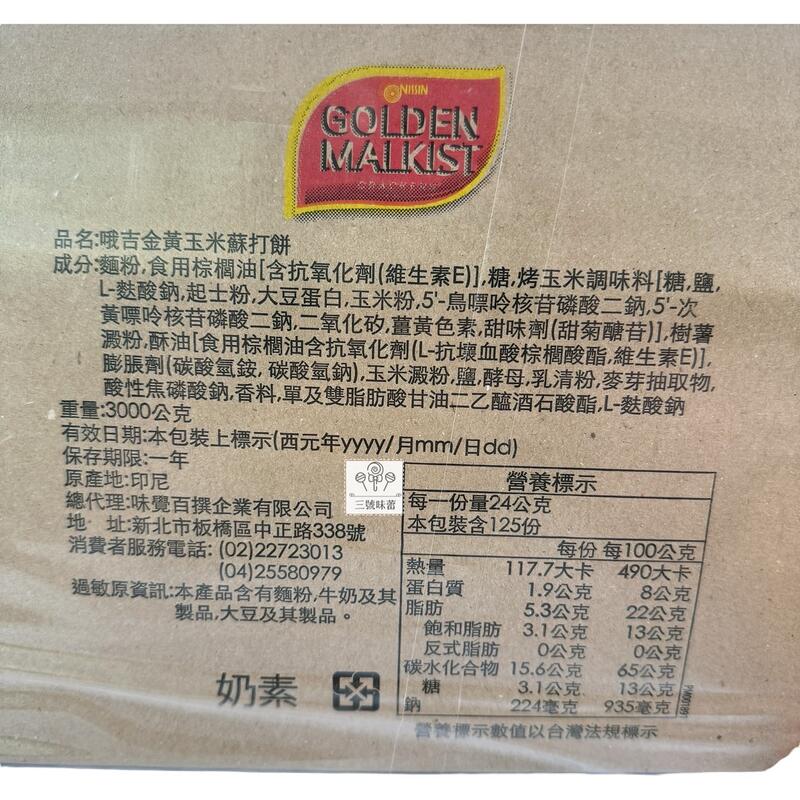 NISSIN
GOLDEN
MALKIST
CRACKERS
品名:哦吉金黃玉米蘇打餅
成分:麵粉,食用棕櫚油[含抗氧化劑(維生素E)],糖,烤玉米調味料[糖,鹽,
L-麩酸鈉,起士粉,大豆蛋白,玉米粉,5'-鳥嘌呤核苷磷酸二鈉,5'-次
黃嘌呤核苷磷酸二鈉,二氧化矽,薑黃色素,甜味劑(甜菊醣苷)],樹薯
澱粉,酥油[食用棕櫚油含抗氧化劑(L-抗壞血酸棕櫚酸酯,維生素E)],
膨脹劑(碳酸氫銨,碳酸氫鈉),玉米澱粉,鹽,酵母,乳清粉,麥芽抽取物,
酸性焦磷酸鈉,香料,單及雙脂肪酸甘油二乙醯酒石酸酯,L-麩酸鈉
重量:3000公克
有效日期:本包裝上標示(西元年yyyy/月mm/日dd)
保存期限:一年
原產地:印尼
總代理:味覺百撰企業有限公司
地 址:新北市板橋區中正路338號
消費者服務電話: (02)22723013
(04)25580979
過敏原資訊:本產品含有麵粉,牛奶及其
製品,大豆及其製品。
奶素
三號味蕾
營養標示
每一份量24公克
本包裝含125份
每份 每100公克
熱量 117.7大卡 490大卡
蛋白質 1.9公克 8公克
脂肪 5.3公克 22公克
飽和脂肪 3.1公克 13公克
反式脂肪 0公克 0公克
碳水化合物 15.6公克 65公克
糖 3.1公克 13公克
鈉 224毫克 935毫克
營養標示數值以台灣法規標示